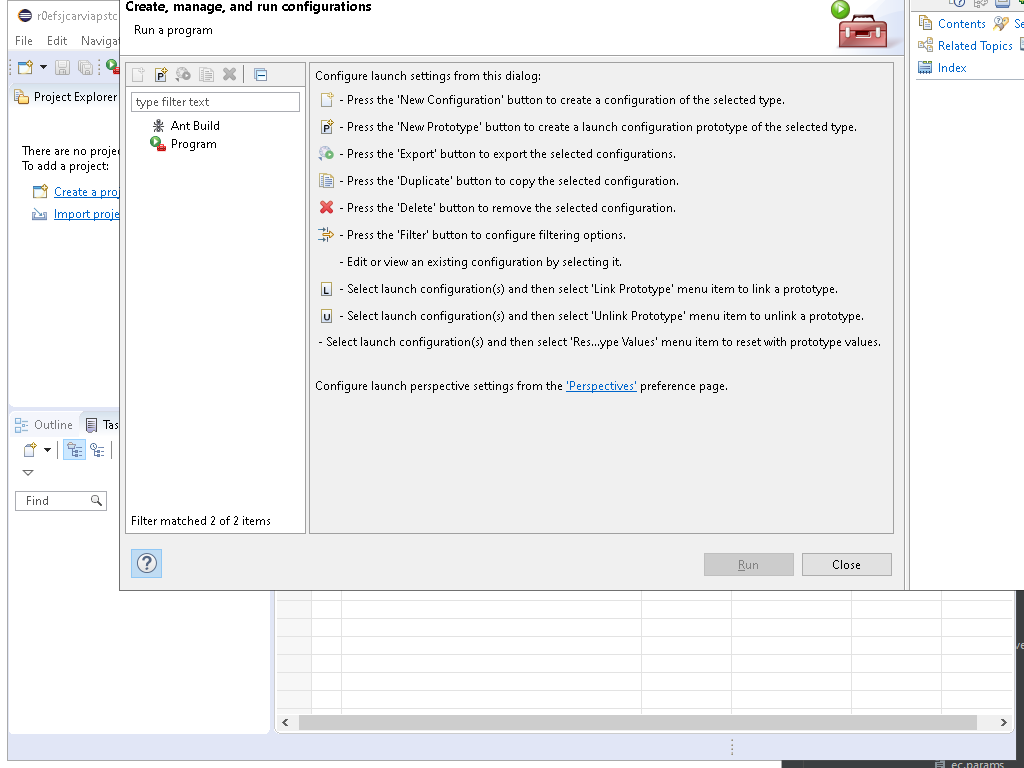 r0efsjcarviapstc
File Edit Naviga
Project Explorer
There are no proje
To add a project:
Create a proj
Import proje
Outline Tas
Find
Create, manage, and run configurations
Run a program
type filter text
Ant Build
Program
Filter matched 2 of 2 items
Configure launch settings from this dialog:
- Press the 'New Configuration' button to create a configuration of the selected type.
P - Press the 'New Prototype' button to create a launch configuration prototype of the selected type.
- Press the 'Export' button to export the selected configurations.
- Press the 'Duplicate' button to copy the selected configuration.
- Press the 'Delete' button to remove the selected configuration.
- Press the 'Filter' button to configure filtering options.
- Edit or view an existing configuration by selecting it.
L - Select launch configuration(s) and then select 'Link Prototype' menu item to link a prototype.
U - Select launch configuration(s) and then select 'Unlink Prototype' menu item to unlink a prototype.
- Select launch configuration(s) and then select 'Res...ype Values' menu item to reset with prototype values.
Configure launch perspective settings from the 'Perspectives' preference page.
Run Close
Contents Se
Related Topics
Index
ve
ec.params